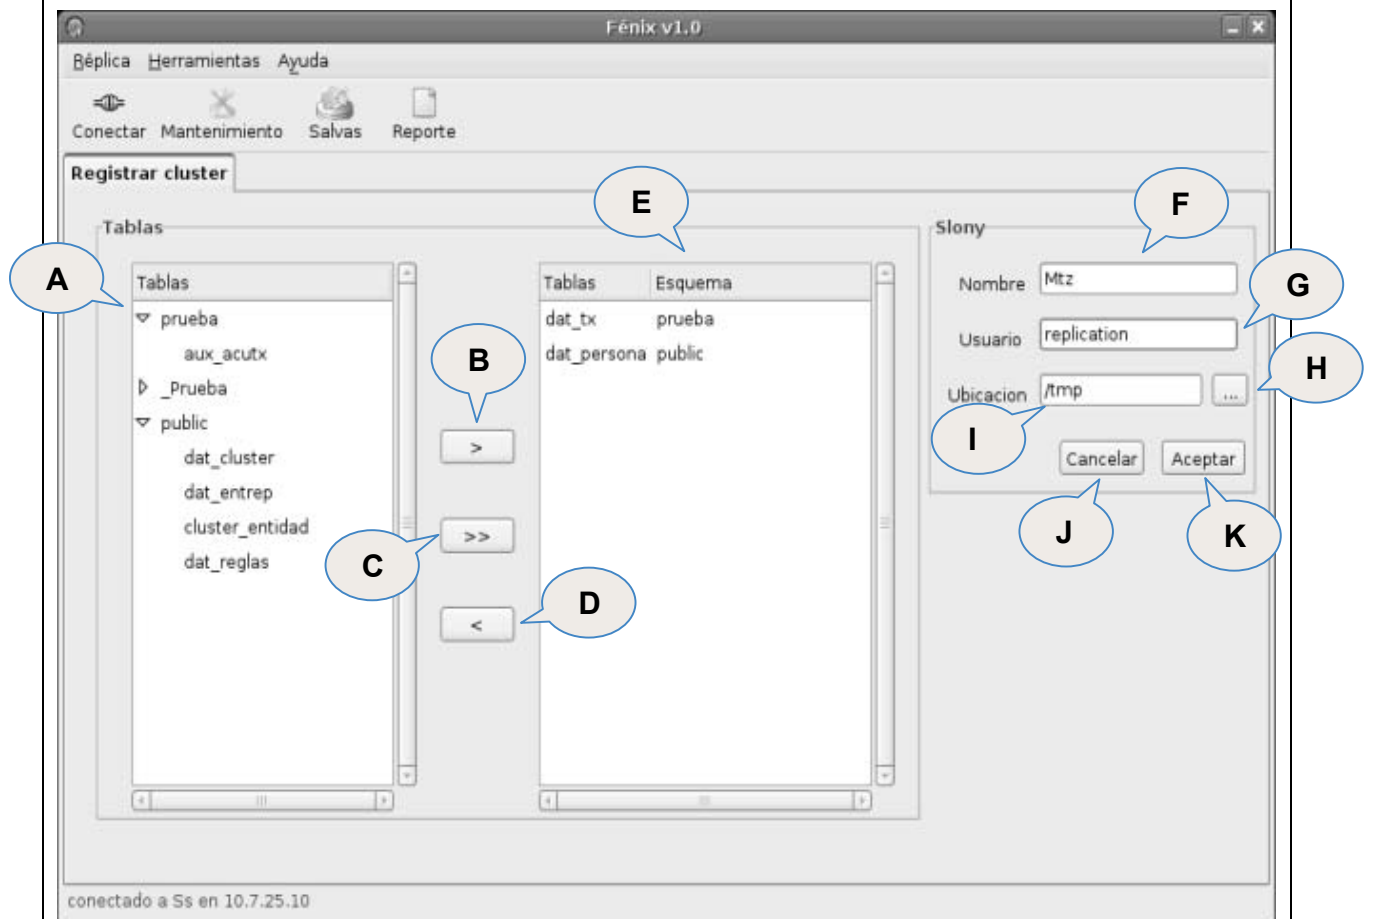 Fénix v1.0
Réplica Herramientas Ayuda
Conectar Mantenimiento Salvas Reporte
Registrar cluster
E
F
Tablas
Slony
A
Tablas
Tablas Esquema
Nombre Mtz
G
prueba
dat_tx prueba
Usuario replication
aux_acutx
B
dat_persona public
H
_Prueba
Ubicacion /tmp ...
public
I
> 
dat_cluster
Cancelar Aceptar
dat_entrep
cluster_entidad
>>
J
K
dat_reglas
C
D
<
conectado a Ss en 10.7.25.10